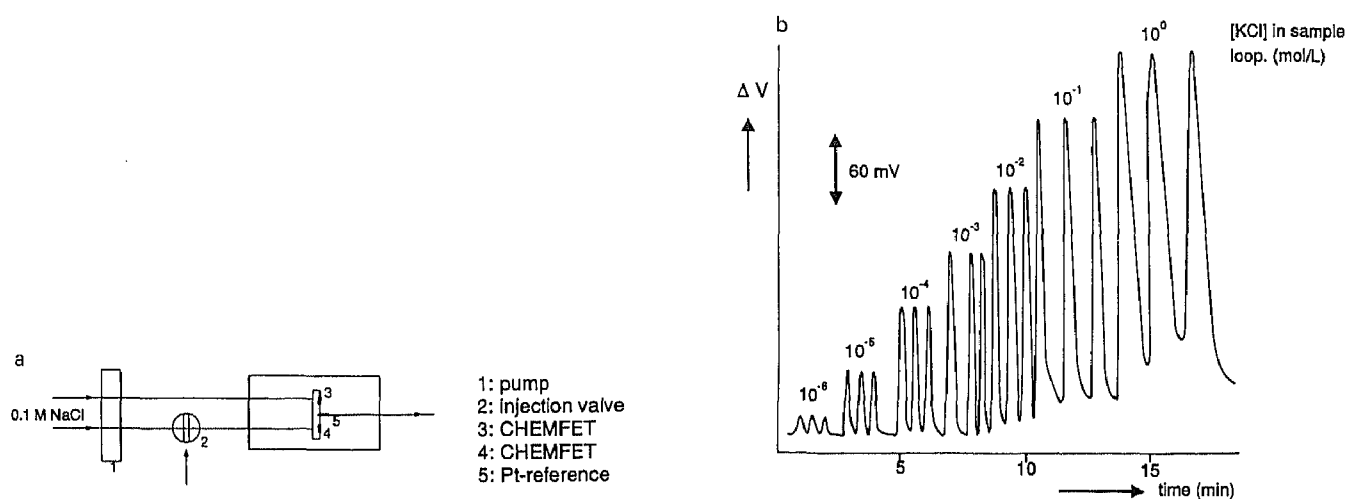 a
0.1 M NaCl
1
2
3
5
4
1: pump
2: injection valve
3: CHEMFET
4: CHEMFET
5: Pt-reference
b
ΔV
60 mV
10⁻⁶
10⁻⁵
10⁻⁴
10⁻³
10⁻²
10⁻¹
10⁰
[KCl] in sample
loop. (mol/L)
5
10
15
time (min)